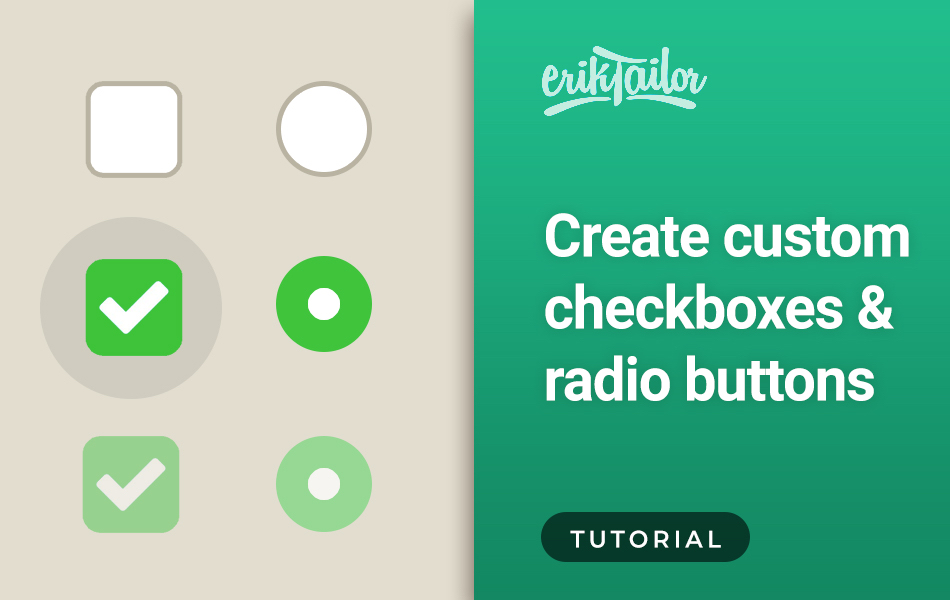 erikTailor
Create custom
checkboxes &
radio buttons
TUTORIAL